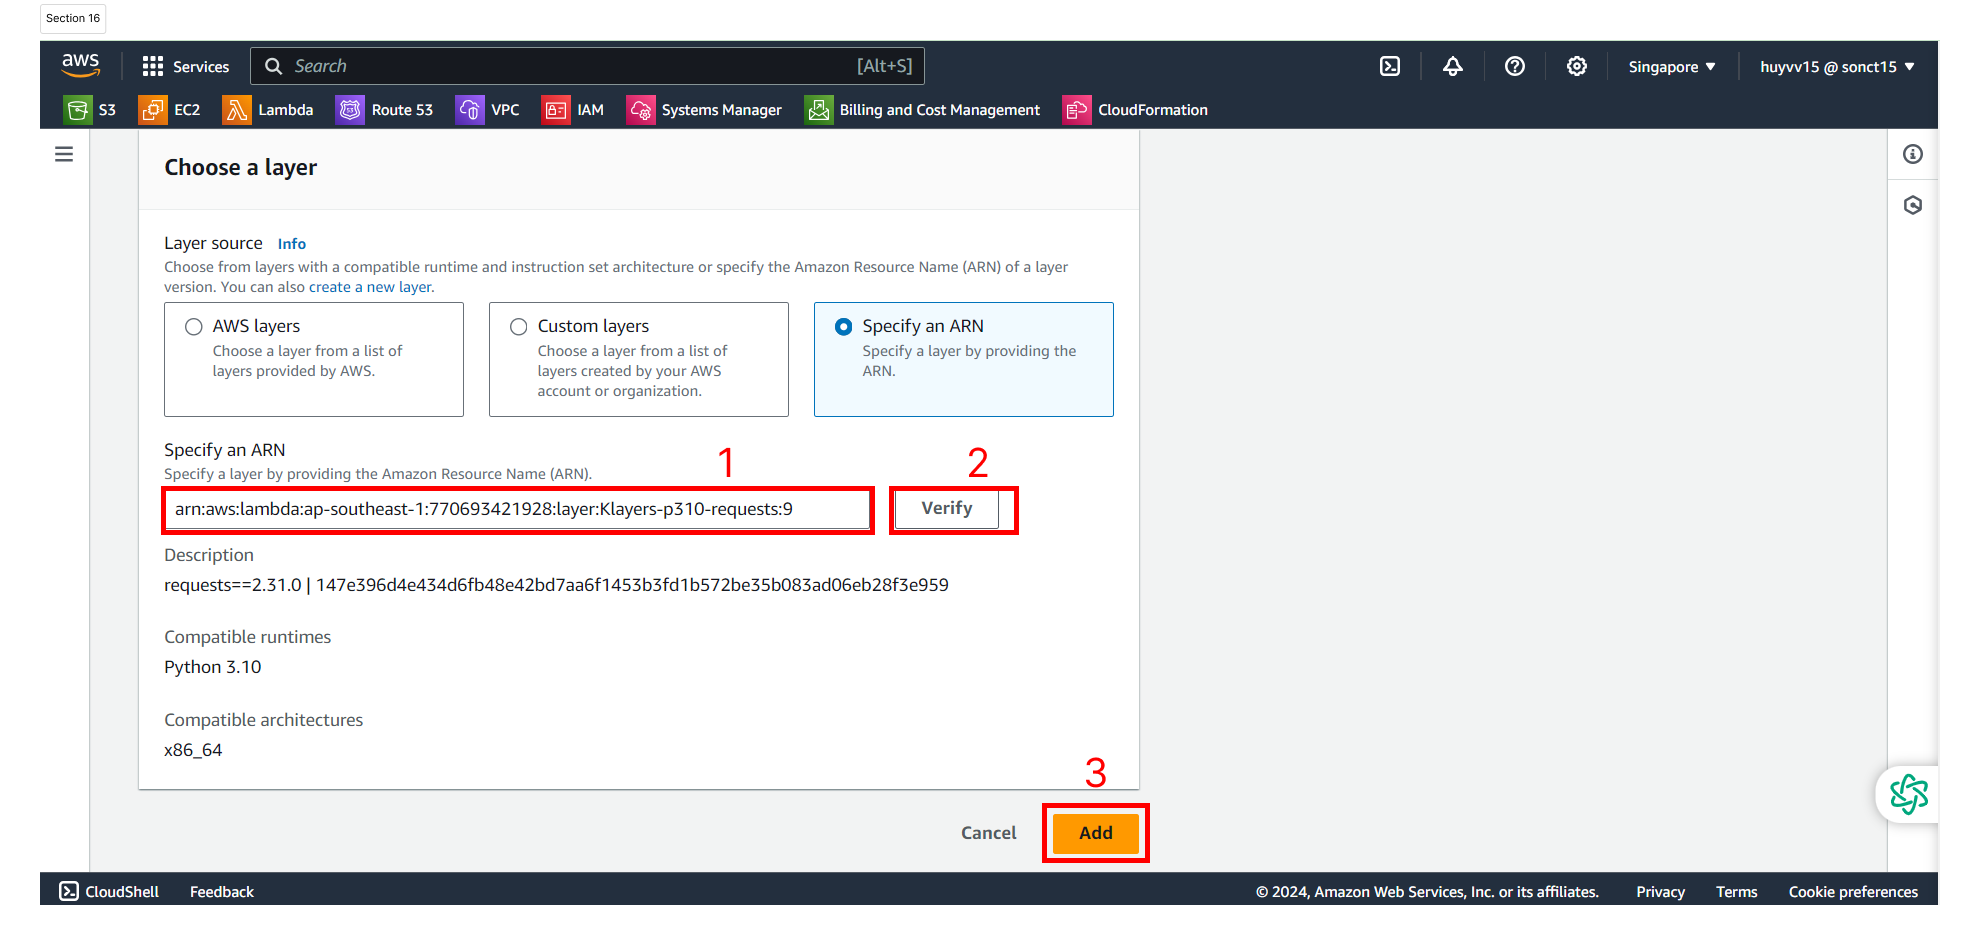 Section 16
aws
Services
Search [Alt+S]
Singapore
huyvv15 @ sonct15
S3
EC2
Lambda
Route 53
VPC
IAM
Systems Manager
Billing and Cost Management
CloudFormation
Choose a layer
Layer source Info
Choose from layers with a compatible runtime and instruction set architecture or specify the Amazon Resource Name (ARN) of a layer
version. You can also create a new layer.
AWS layers
Choose a layer from a list of
layers provided by AWS.
Custom layers
Choose a layer from a list of
layers created by your AWS
account or organization.
Specify an ARN
Specify a layer by providing the
ARN.
Specify an ARN
Specify a layer by providing the Amazon Resource Name (ARN).
1
2
arn:aws:lambda:ap-southeast-1:770693421928:layer:Klayers-p310-requests:9
Verify
Description
requests==2.31.0 | 147e396d4e434d6fb48e42bd7aa6f1453b3fd1b572be35b083ad06eb28f3e959
Compatible runtimes
Python 3.10
Compatible architectures
x86_64
3
Cancel
Add
CloudShell
Feedback
© 2024, Amazon Web Services, Inc. or its affiliates.
Privacy
Terms
Cookie preferences